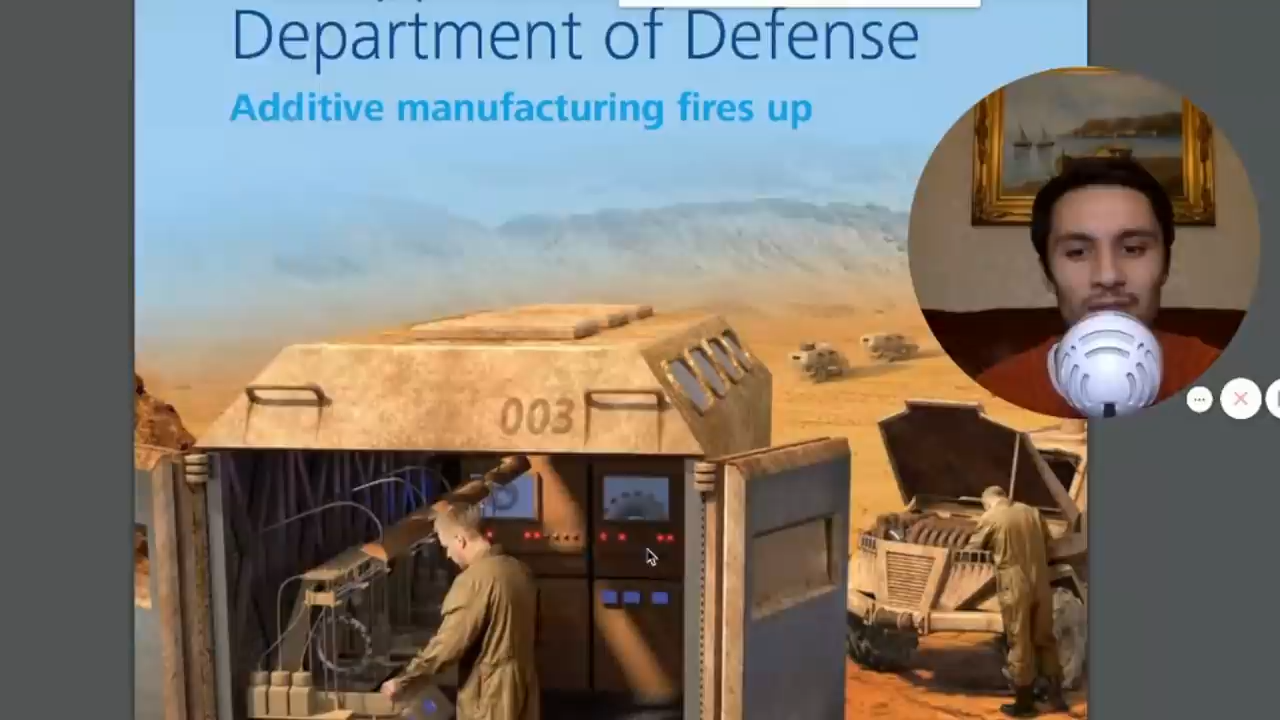 Department of Defense
Additive manufacturing fires up
003